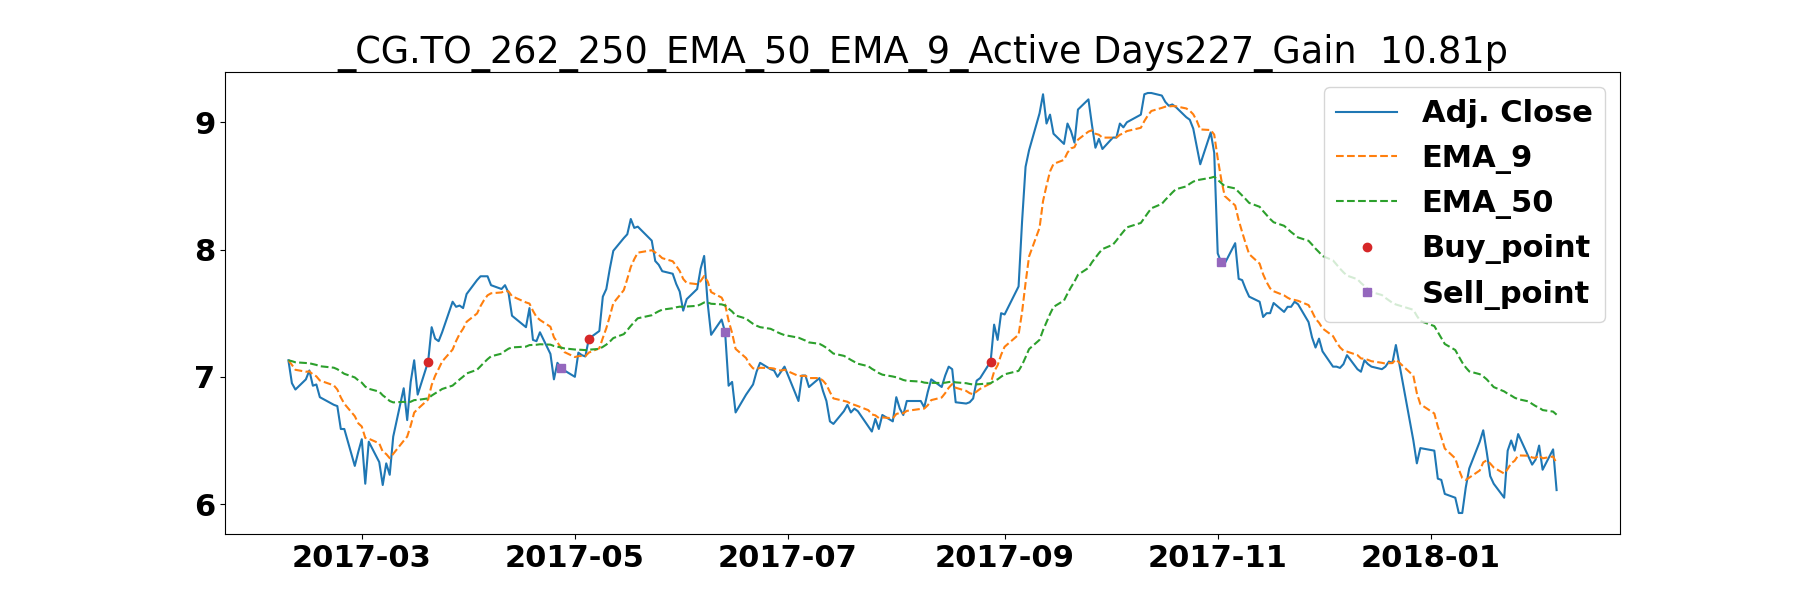 _CG.TO_262_250_EMA_50_EMA_9_Active Days227_Gain  10.81p
Adj. Close
EMA_9
EMA_50
Buy_point
Sell_point
9
8
7
6
2017-03
2017-05
2017-07
2017-09
2017-11
2018-01